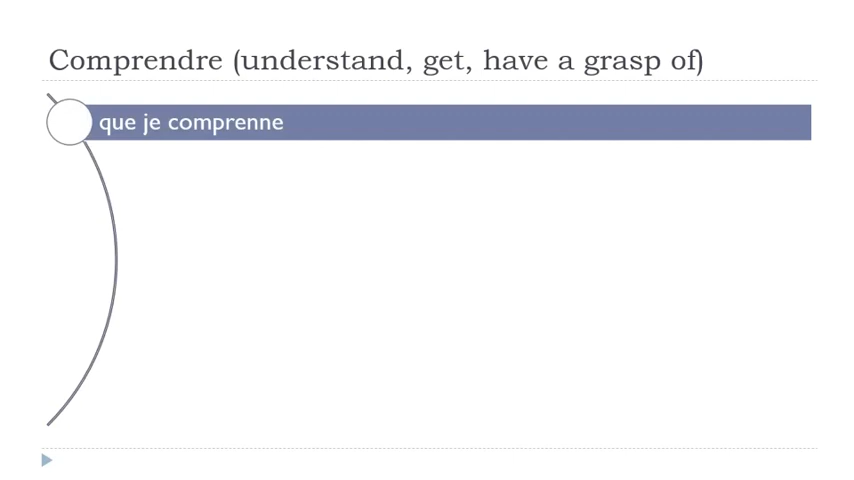 Comprendre (understand, get, have a grasp of)
que je comprenne